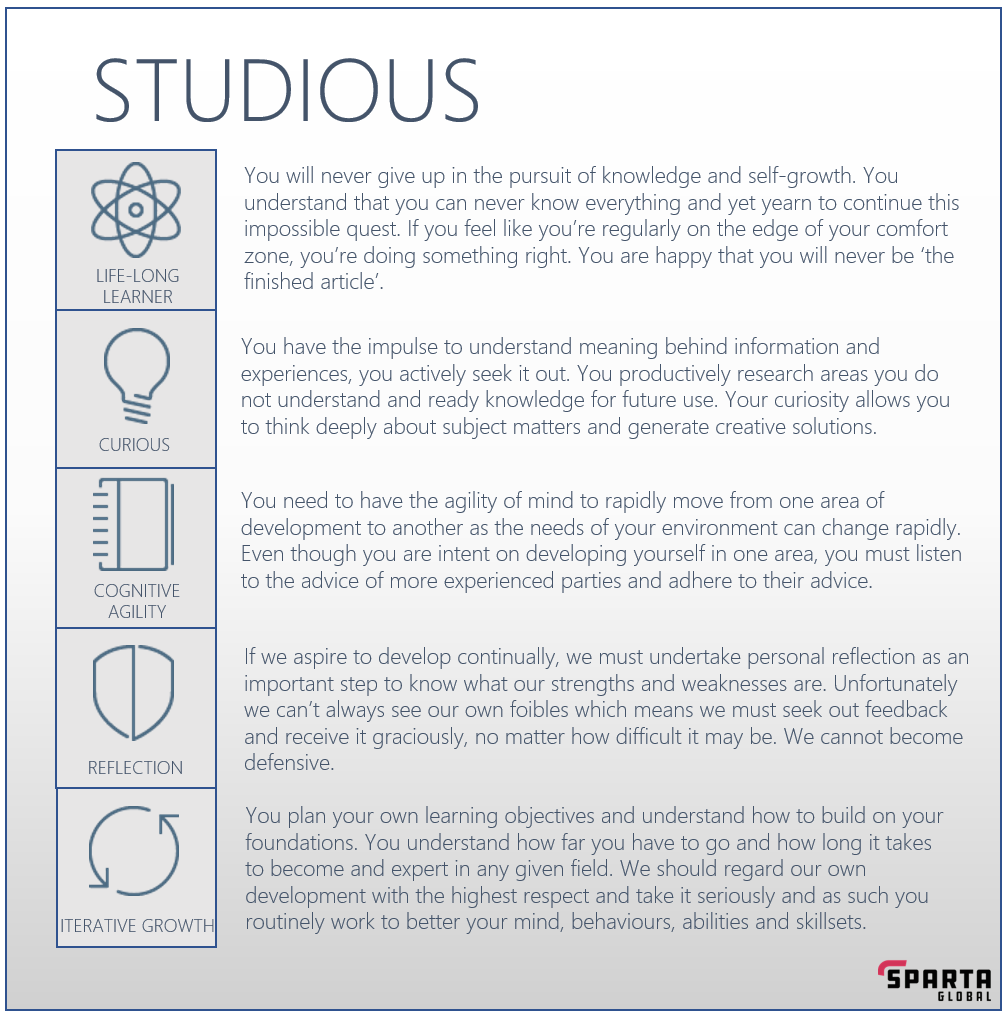 STUDIOUS
LIFE-LONG
LEARNER
You will never give up in the pursuit of knowledge and self-growth. You
understand that you can never know everything and yet yearn to continue this
impossible quest. If you feel like you’re regularly on the edge of your comfort
zone, you’re doing something right. You are happy that you will never be ‘the
finished article’.
CURIOUS
You have the impulse to understand meaning behind information and
experiences, you actively seek it out. You productively research areas you do
not understand and ready knowledge for future use. Your curiosity allows you
to think deeply about subject matters and generate creative solutions.
COGNITIVE
AGILITY
You need to have the agility of mind to rapidly move from one area of
development to another as the needs of your environment can change rapidly.
Even though you are intent on developing yourself in one area, you must listen
to the advice of more experienced parties and adhere to their advice.
REFLECTION
If we aspire to develop continually, we must undertake personal reflection as an
important step to know what our strengths and weaknesses are. Unfortunately
we can’t always see our own foibles which means we must seek out feedback
and receive it graciously, no matter how difficult it may be. We cannot become
defensive.
ITERATIVE GROWTH
You plan your own learning objectives and understand how to build on your
foundations. You understand how far you have to go and how long it takes
to become and expert in any given field. We should regard our own
development with the highest respect and take it seriously and as such you
routinely work to better your mind, behaviours, abilities and skillsets.
SPARTA
GLOBAL